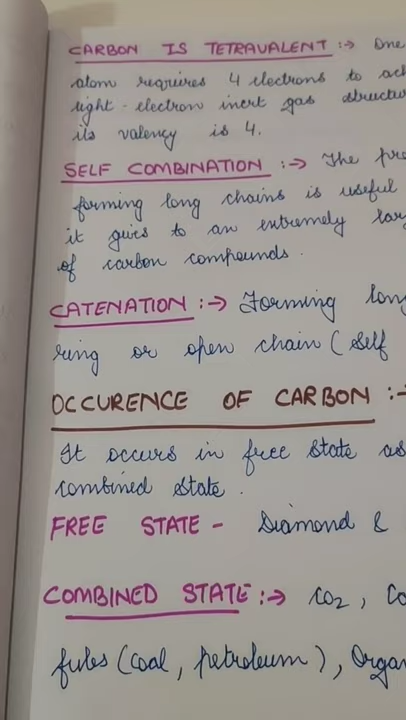 CARBON IS TETRAVALENT :→ One
atom requires 4 electrons to
eight-electron inert gas
its valency is 4.
SELF COMBINATION :→ The
forming long chains is useful
it gives to an extremely
of carbon compounds.
CATENATION :→ Forming
ring or open chain (self
OCCURENCE OF CARBON :-
It occurs in free state as
combined state.
FREE STATE - Diamond &
COMBINED STATE :→ CO2,
fules (coal, petroleum),